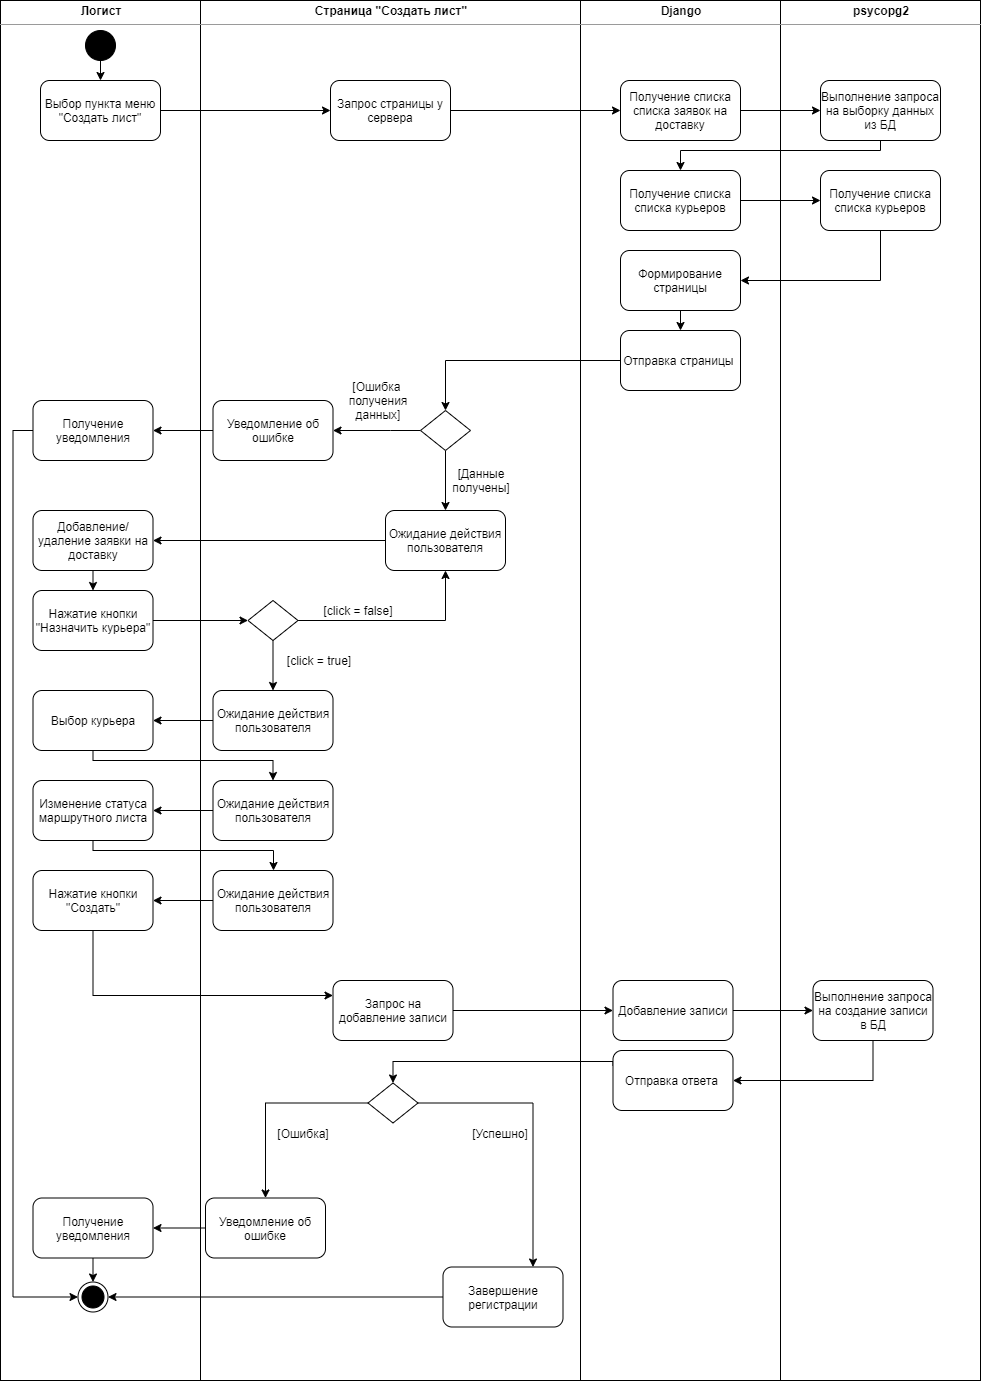 Логист
Страница "Создать лист"
Django
psycopg2
Выбор пункта меню
"Создать лист"
Запрос страницы у
сервера
Получение списка
списка заявок на
доставку
Выполнение запроса
на выборку данных
из БД
Получение списка
списка курьеров
Получение списка
списка курьеров
Формирование
страницы
Отправка страницы
[Ошибка
получения
данных]
Получение
уведомления
Уведомление об
ошибке
[Данные
получены]
Добавление/
удаление заявки на
доставку
Ожидание действия
пользователя
Нажатие кнопки
"Назначить курьера"
[click = false]
[click = true]
Выбор курьера
Ожидание действия
пользователя
Изменение статуса
маршрутного листа
Ожидание действия
пользователя
Нажатие кнопки
"Создать"
Ожидание действия
пользователя
Запрос на
добавление записи
Добавление записи
Выполнение запроса
на создание записи
в БД
Отправка ответа
[Ошибка]
[Успешно]
Получение
уведомления
Уведомление об
ошибке
Завершение
регистрации